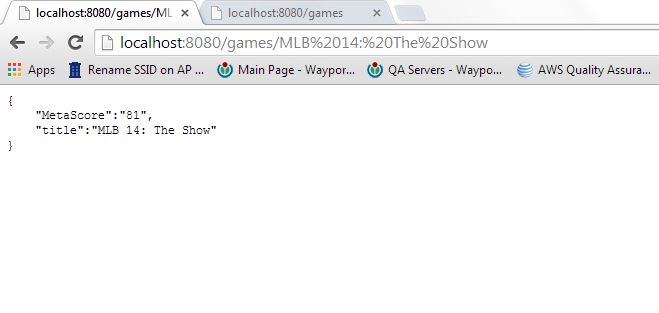 localhost:8080/games/ML
localhost:8080/games
localhost:8080/games/MLB%2014:%20The%20Show
Apps Rename SSID on AP ... Main Page - Waypor... QA Servers - Waypo... AWS Quality Assura...
{
"MetaScore":"81",
"title":"MLB 14: The Show"
}